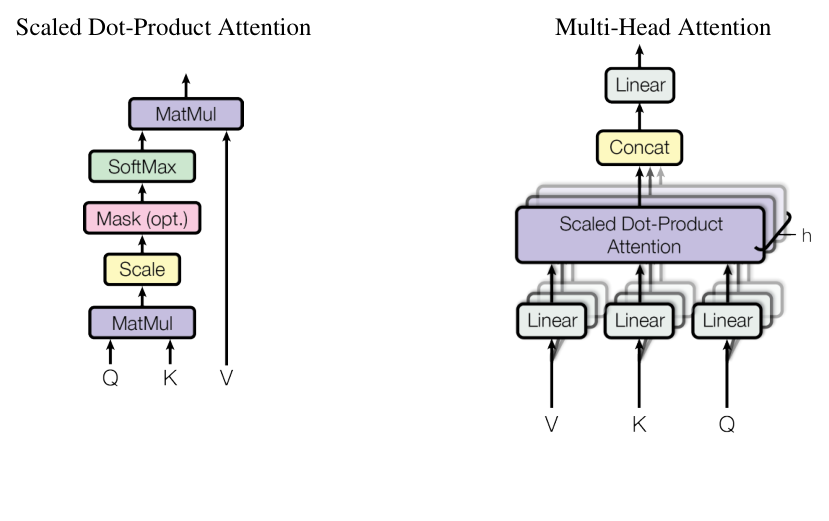 Scaled Dot-Product Attention
MatMul
SoftMax
Mask (opt.)
Scale
MatMul
Q K V
Multi-Head Attention
Linear
Concat
Scaled Dot-Product
Attention
h
Linear Linear Linear
V K Q